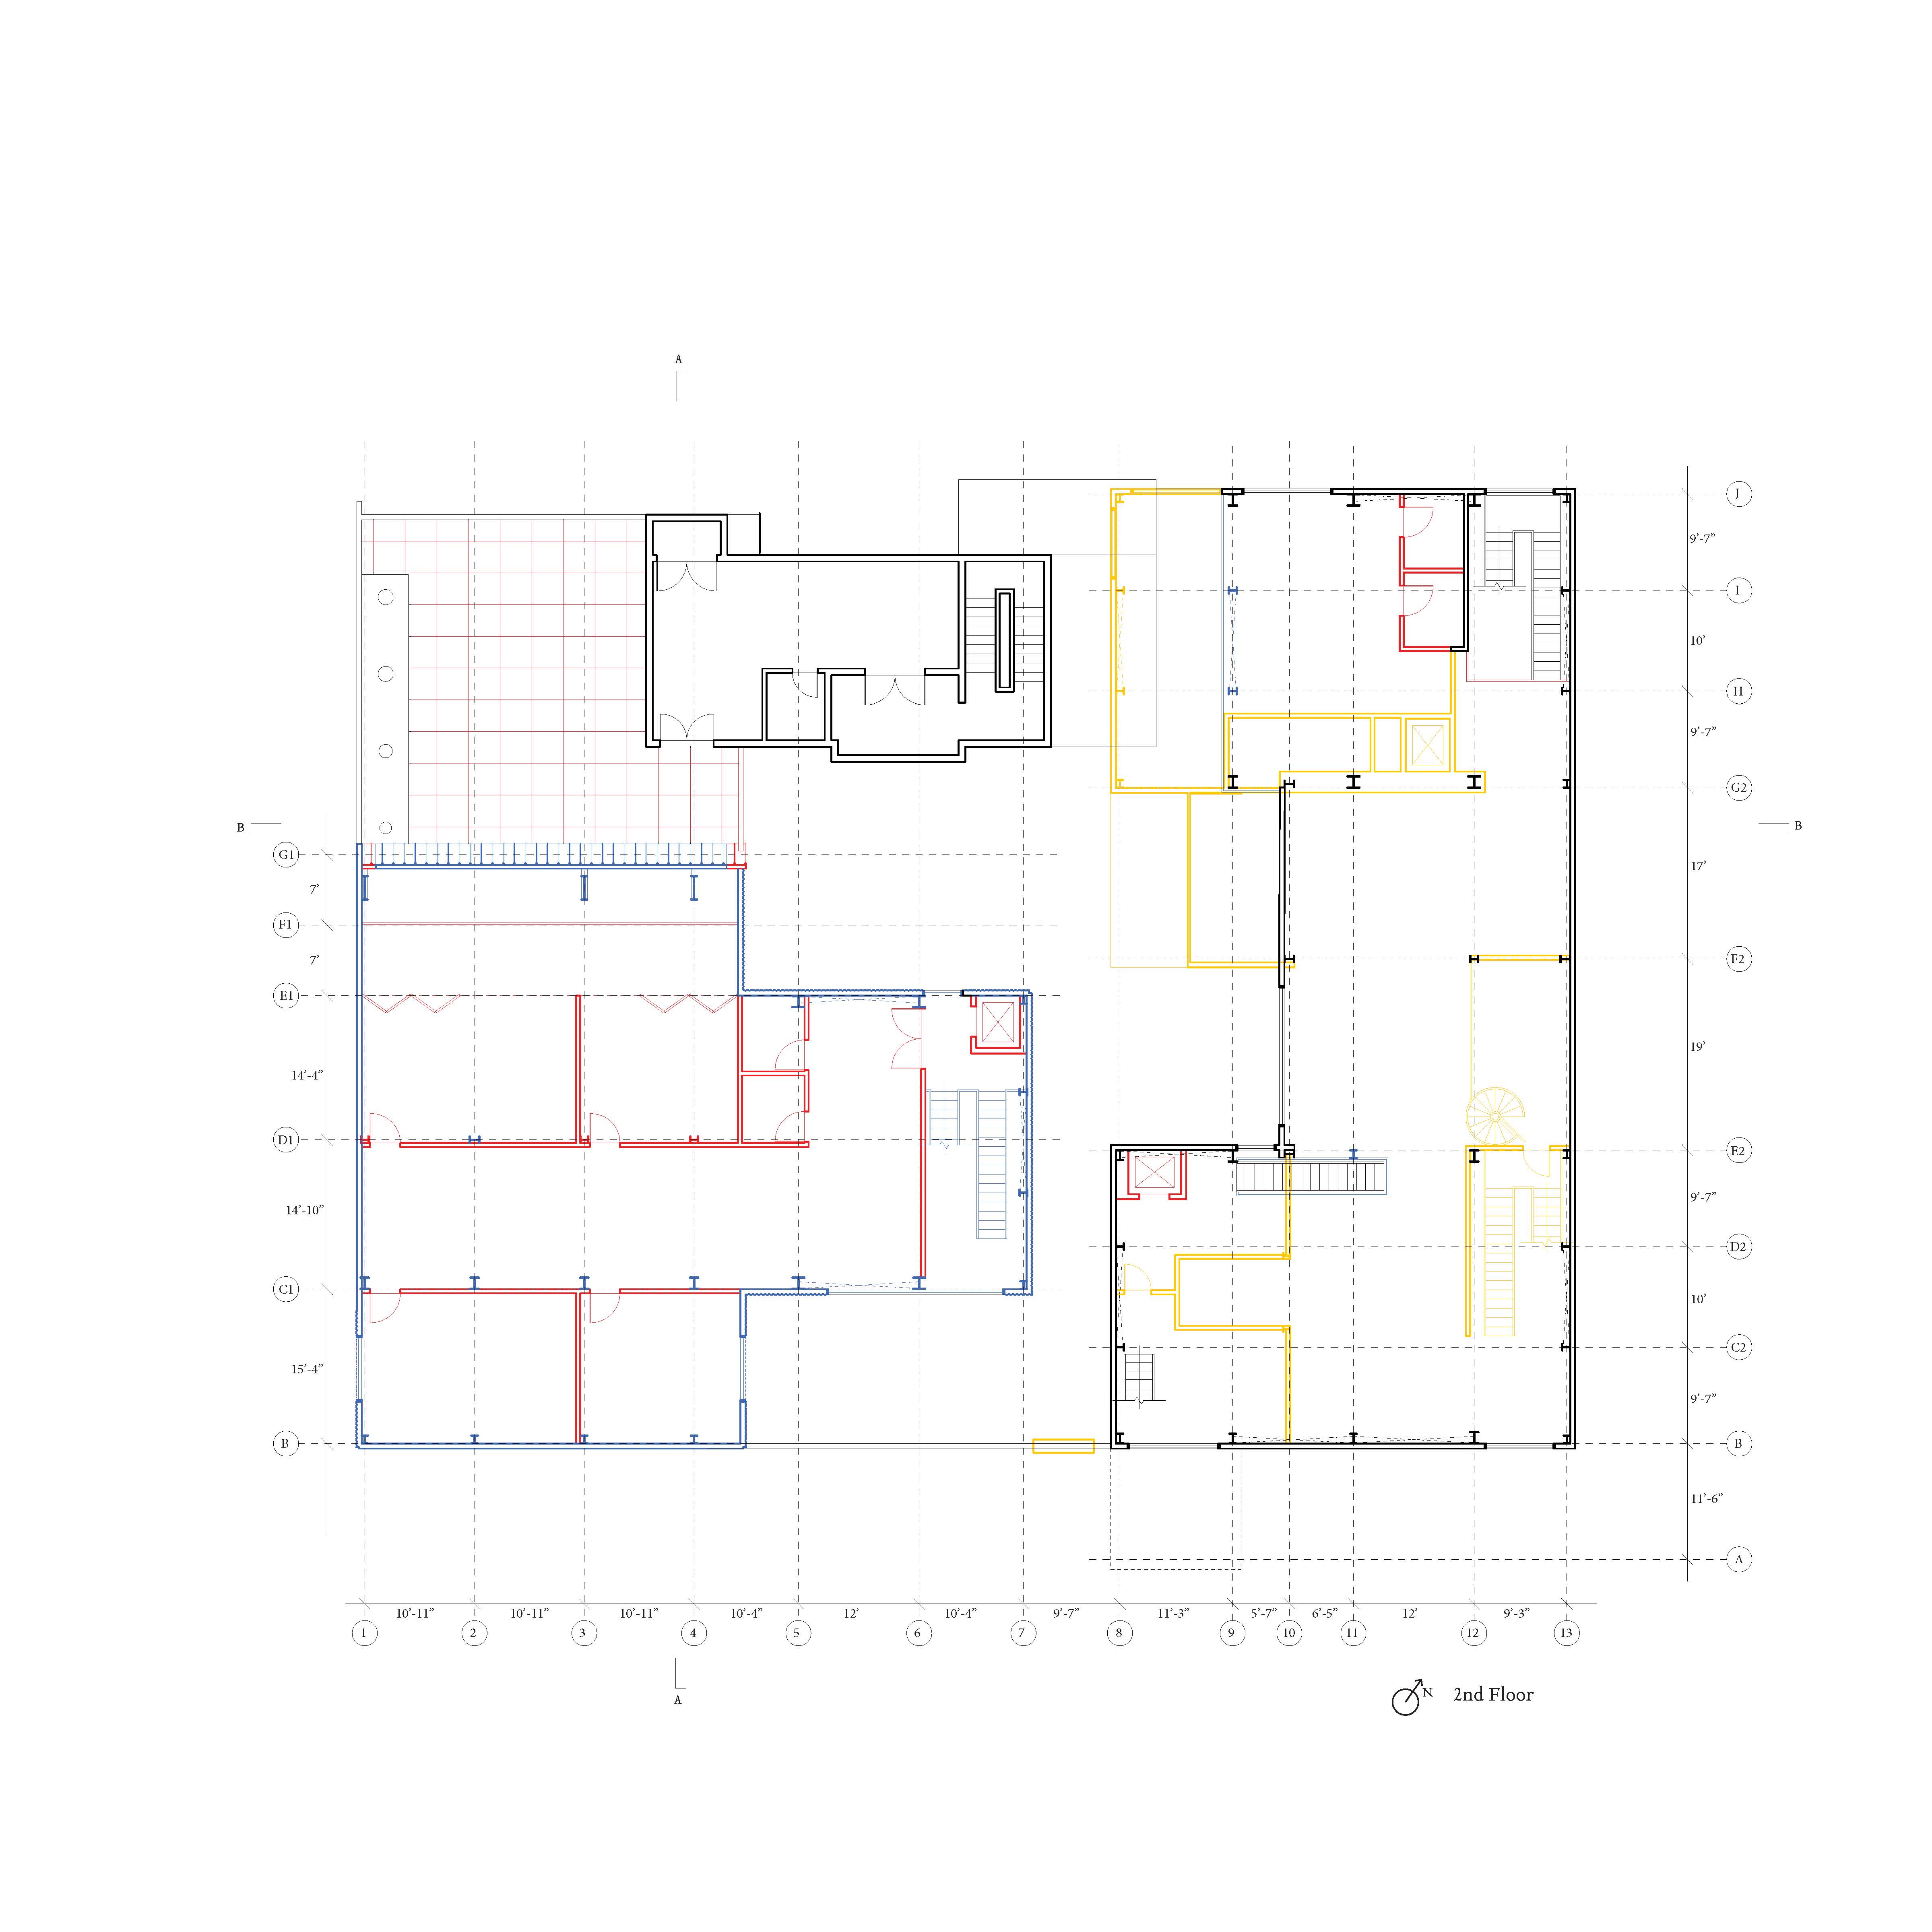 A
J
9’-7”
I
10’
H
9’-7”
G2
B
B
17’
G1
7’
F1
7’
F2
E1
19’
14’-4”
D1
E2
9’-7”
14’-10”
D2
C1
10’
C2
15’-4”
9’-7”
B
B
11’-6”
A
10’-11”
10’-11”
10’-11”
10’-4”
12’
10’-4”
9’-7”
11’-3”
5’-7”
6’-5”
12’
9’-3”
1
2
3
4
5
6
7
8
9
10
11
12
13
A
N
2nd Floor